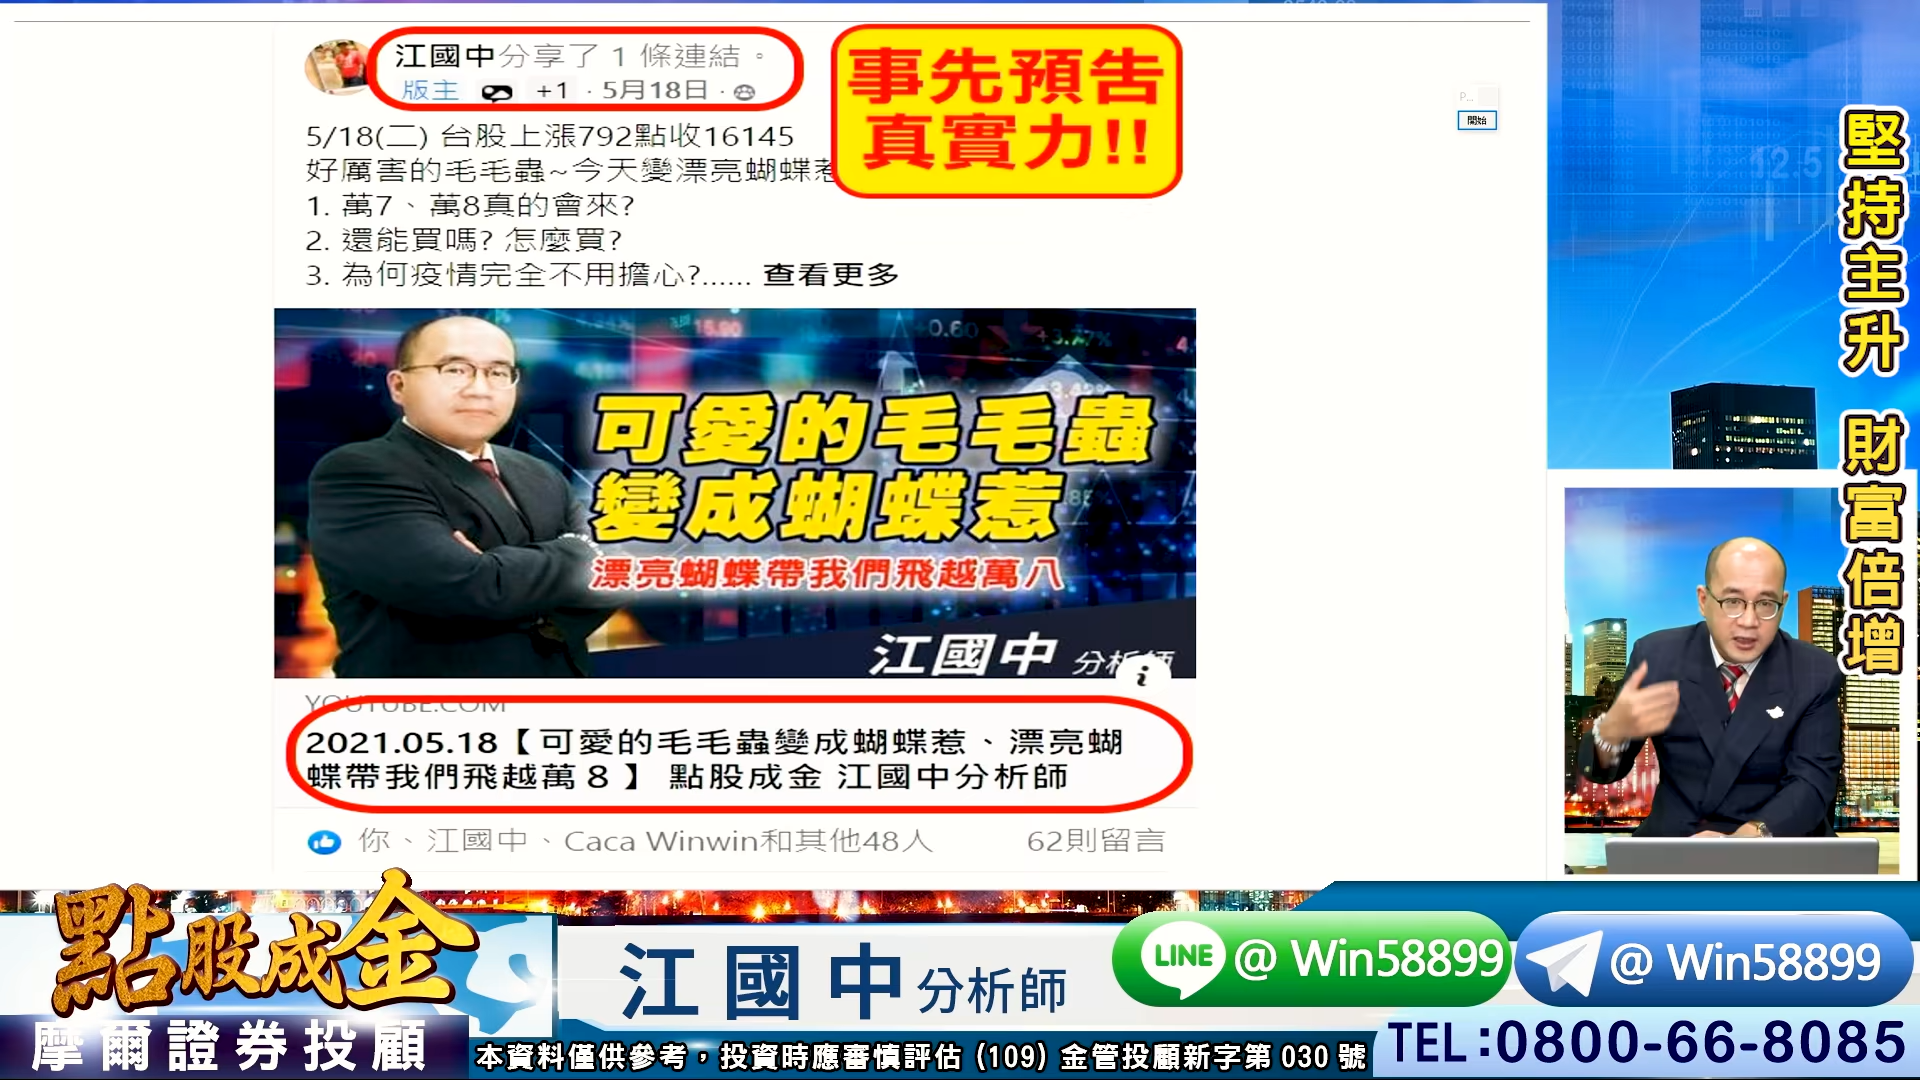 江國中分享了 1 條連結。
版主 +1 · 5月18日 ·
事先預告
真實力!!
5/18(二) 台股上漲792點收16145
好厲害的毛毛蟲~今天變漂亮蝴蝶惹
1. 萬7、萬8真的會來?
2. 還能買嗎? 怎麼買?
3. 為何疫情完全不用擔心?...... 查看更多
可愛的毛毛蟲
變成蝴蝶惹
漂亮蝴蝶帶我們飛越萬八
江國中 分析師
YOUTUBE.COM
2021.05.18【可愛的毛毛蟲變成蝴蝶惹、漂亮蝴
蝶帶我們飛越萬8】 點股成金 江國中分析師
你、江國中、Caca Winwin和其他48人
62則留言
P...
開始
堅持主升 財富倍增
點股成金
摩爾證券投顧
江國中 分析師
LINE @ Win58899
@ Win58899
TEL:0800-66-8085
本資料僅供參考，投資時應審慎評估 (109) 金管投顧新字第 030 號